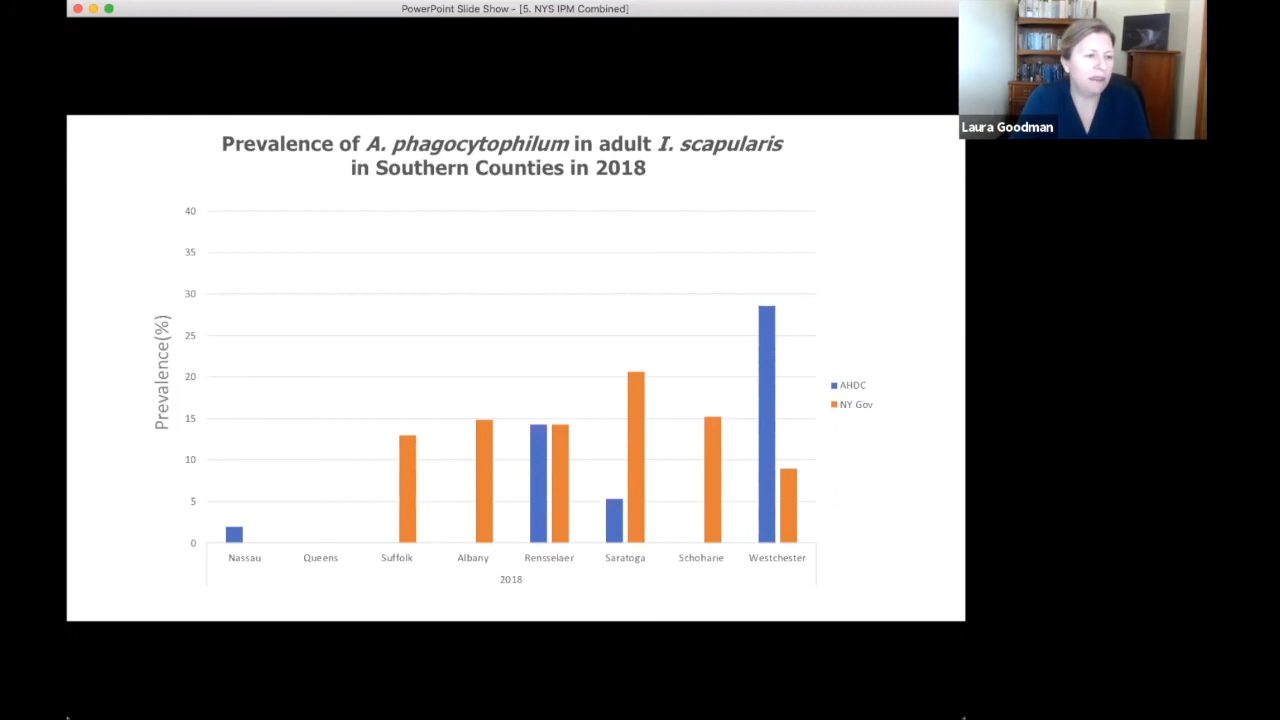 PowerPoint Slide Show - [5. NYS IPM Combined]
Laura Goodman
Prevalence of A. phagocytophilum in adult I. scapularis
in Southern Counties in 2018
40
35
30
25
20
15
10
5
0
Prevalence(%)
Nassau Queens Suffolk Albany Rensselaer Saratoga Schoharie Westchester
2018
AHDC
NY Gov